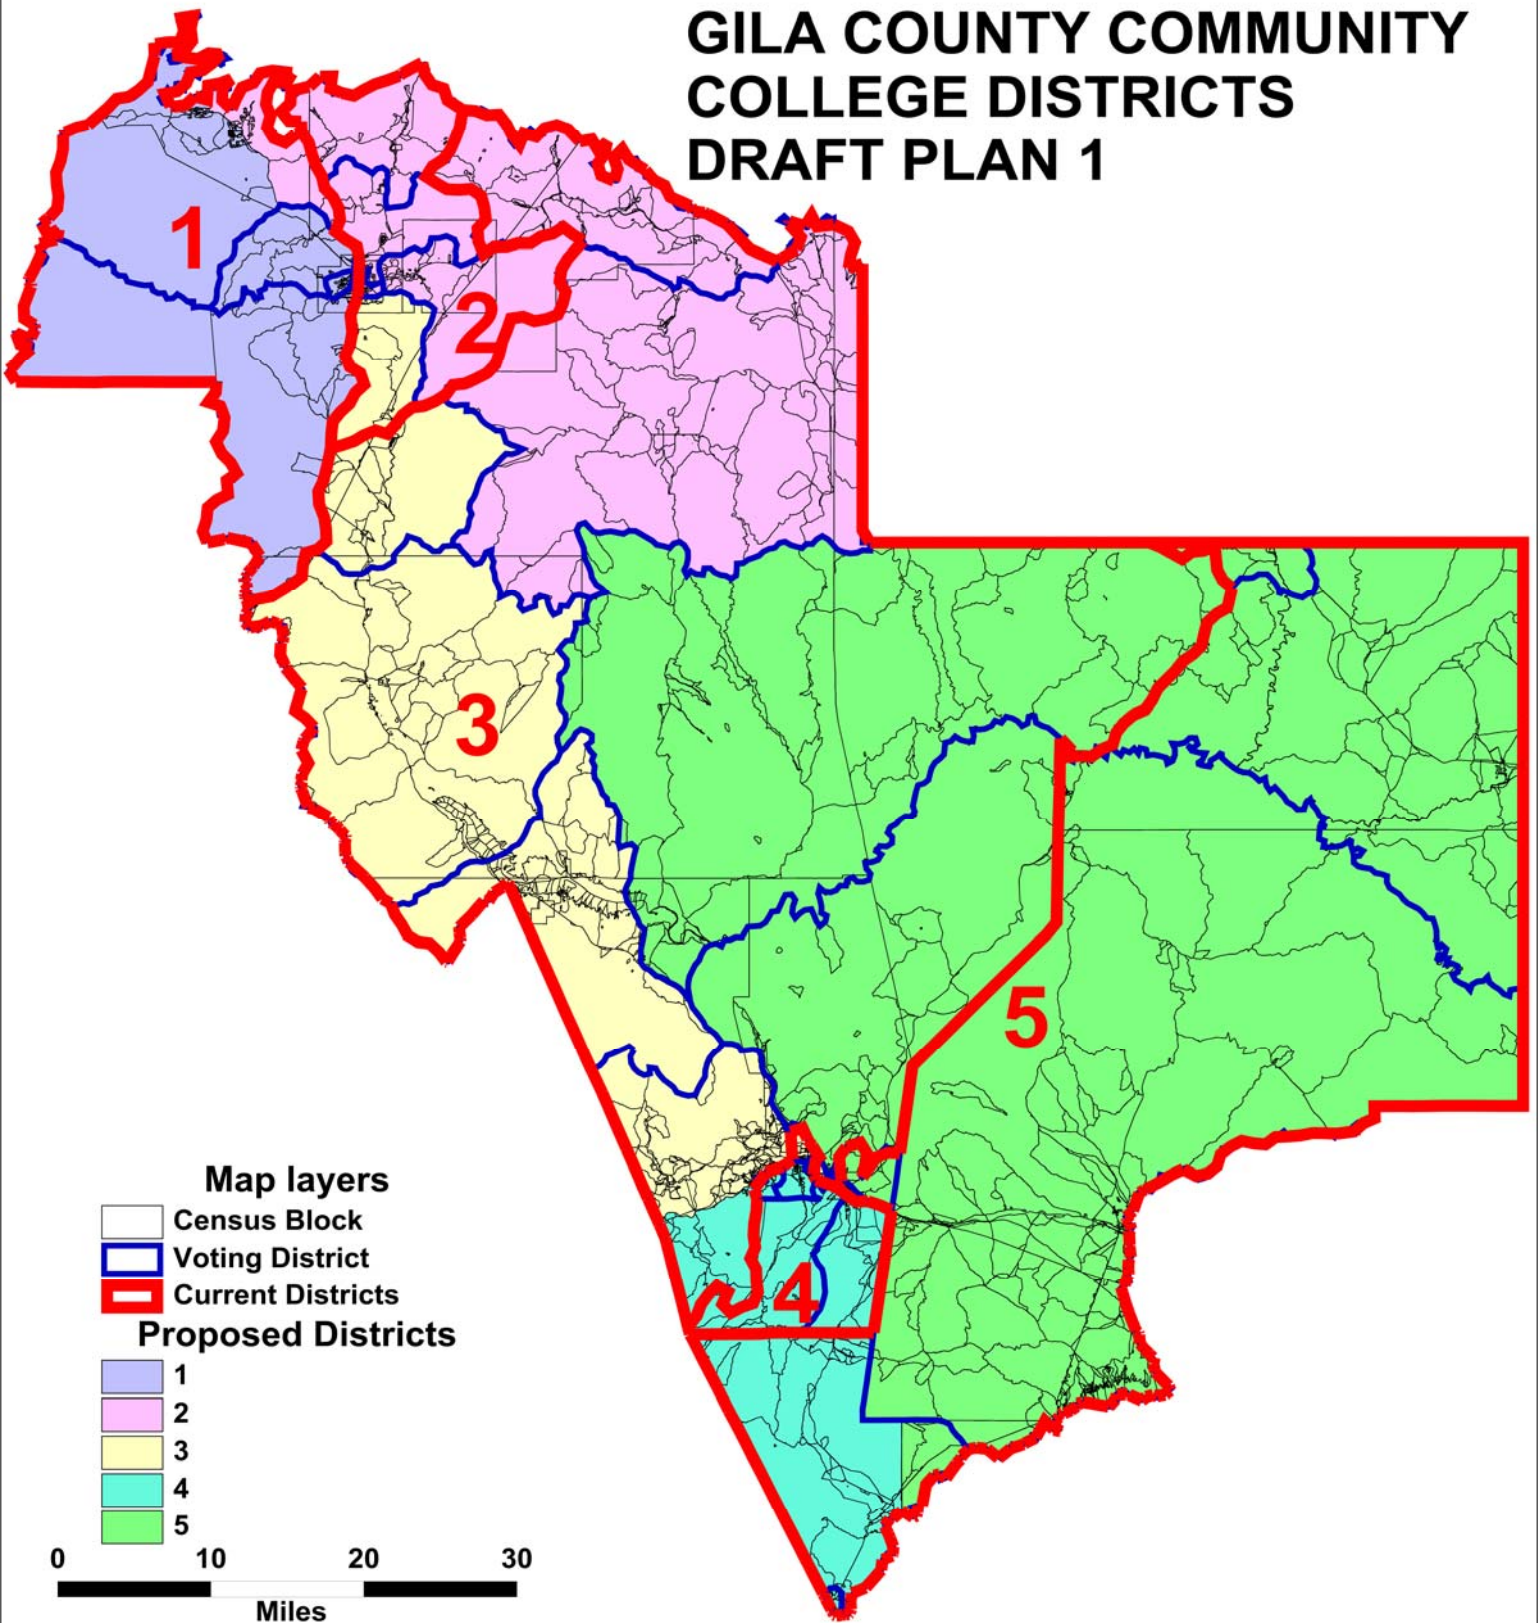 GILA COUNTY COMMUNITY
COLLEGE DISTRICTS
DRAFT PLAN 1
1
2
3
5
4
Map layers
Census Block
Voting District
Current Districts
Proposed Districts
1
2
3
4
5
0 10 20 30
Miles